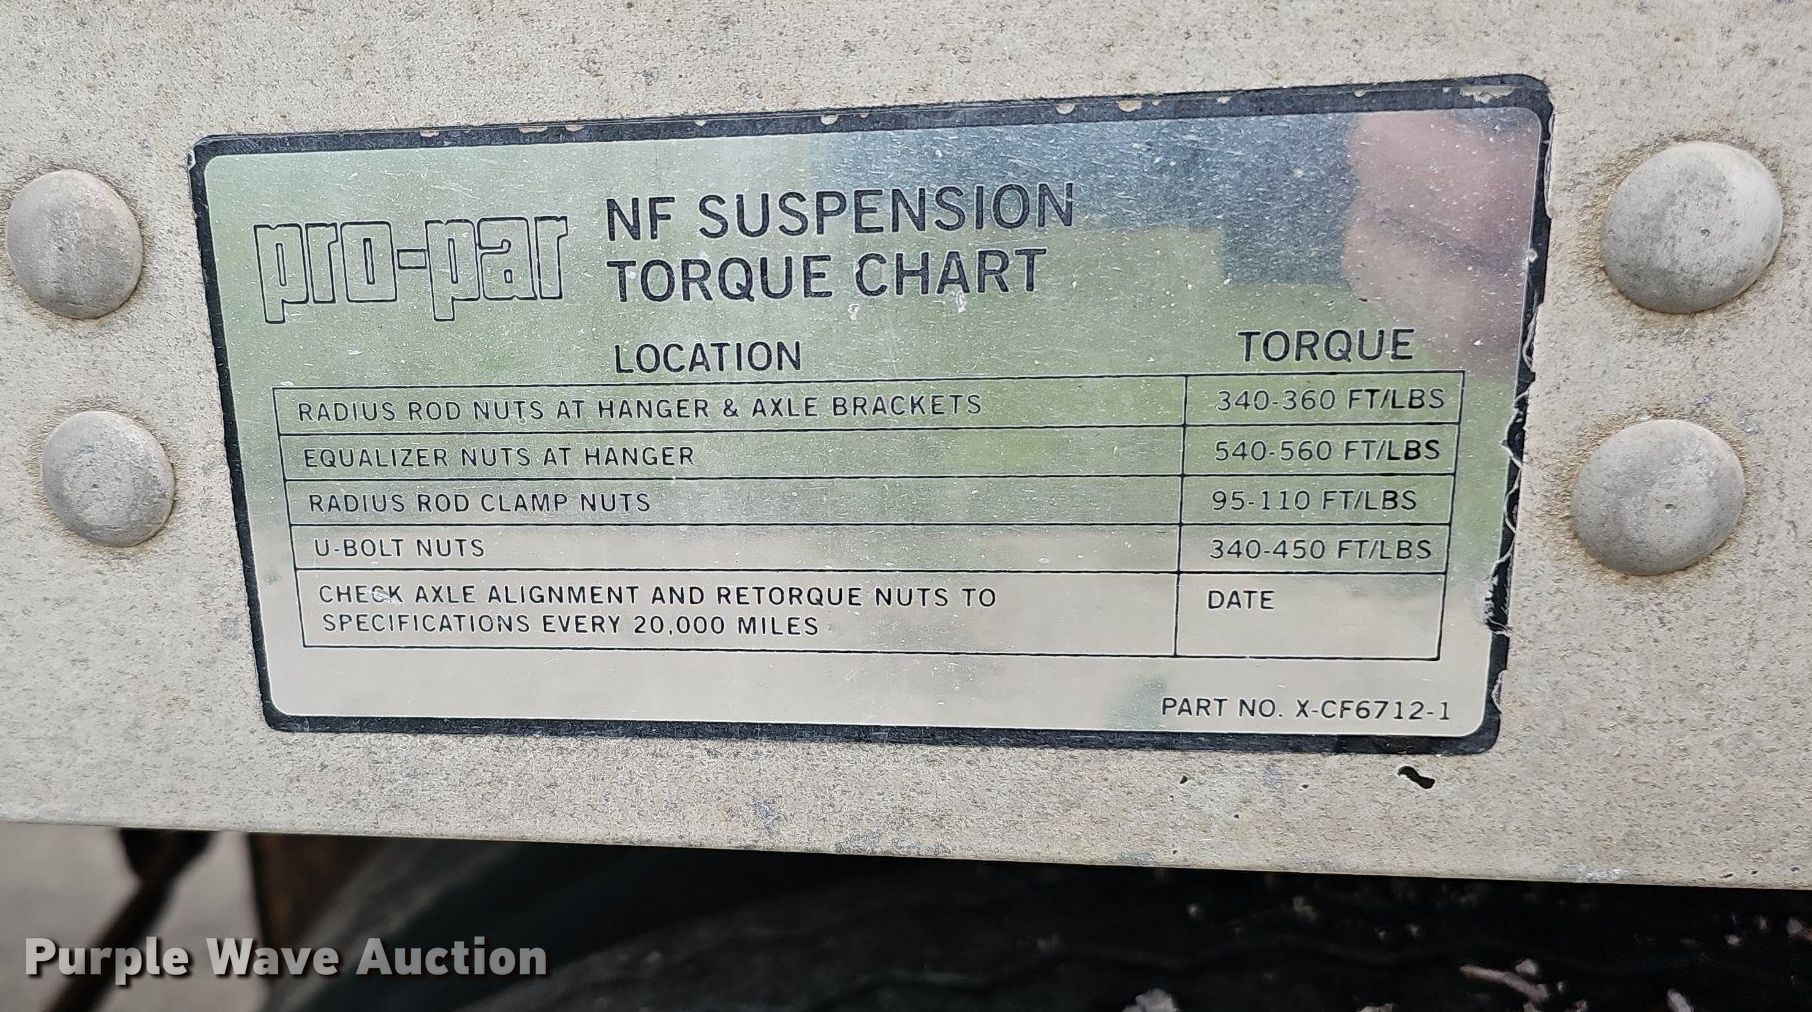 pro-par
NF SUSPENSION
TORQUE CHART
LOCATION TORQUE
RADIUS ROD NUTS AT HANGER & AXLE BRACKETS 340-360 FT/LBS
EQUALIZER NUTS AT HANGER 540-560 FT/LBS
RADIUS ROD CLAMP NUTS 95-110 FT/LBS
U-BOLT NUTS 340-450 FT/LBS
CHECK AXLE ALIGNMENT AND RETORQUE NUTS TO DATE
SPECIFICATIONS EVERY 20,000 MILES
PART NO. X-CF6712-1
Purple Wave Auction